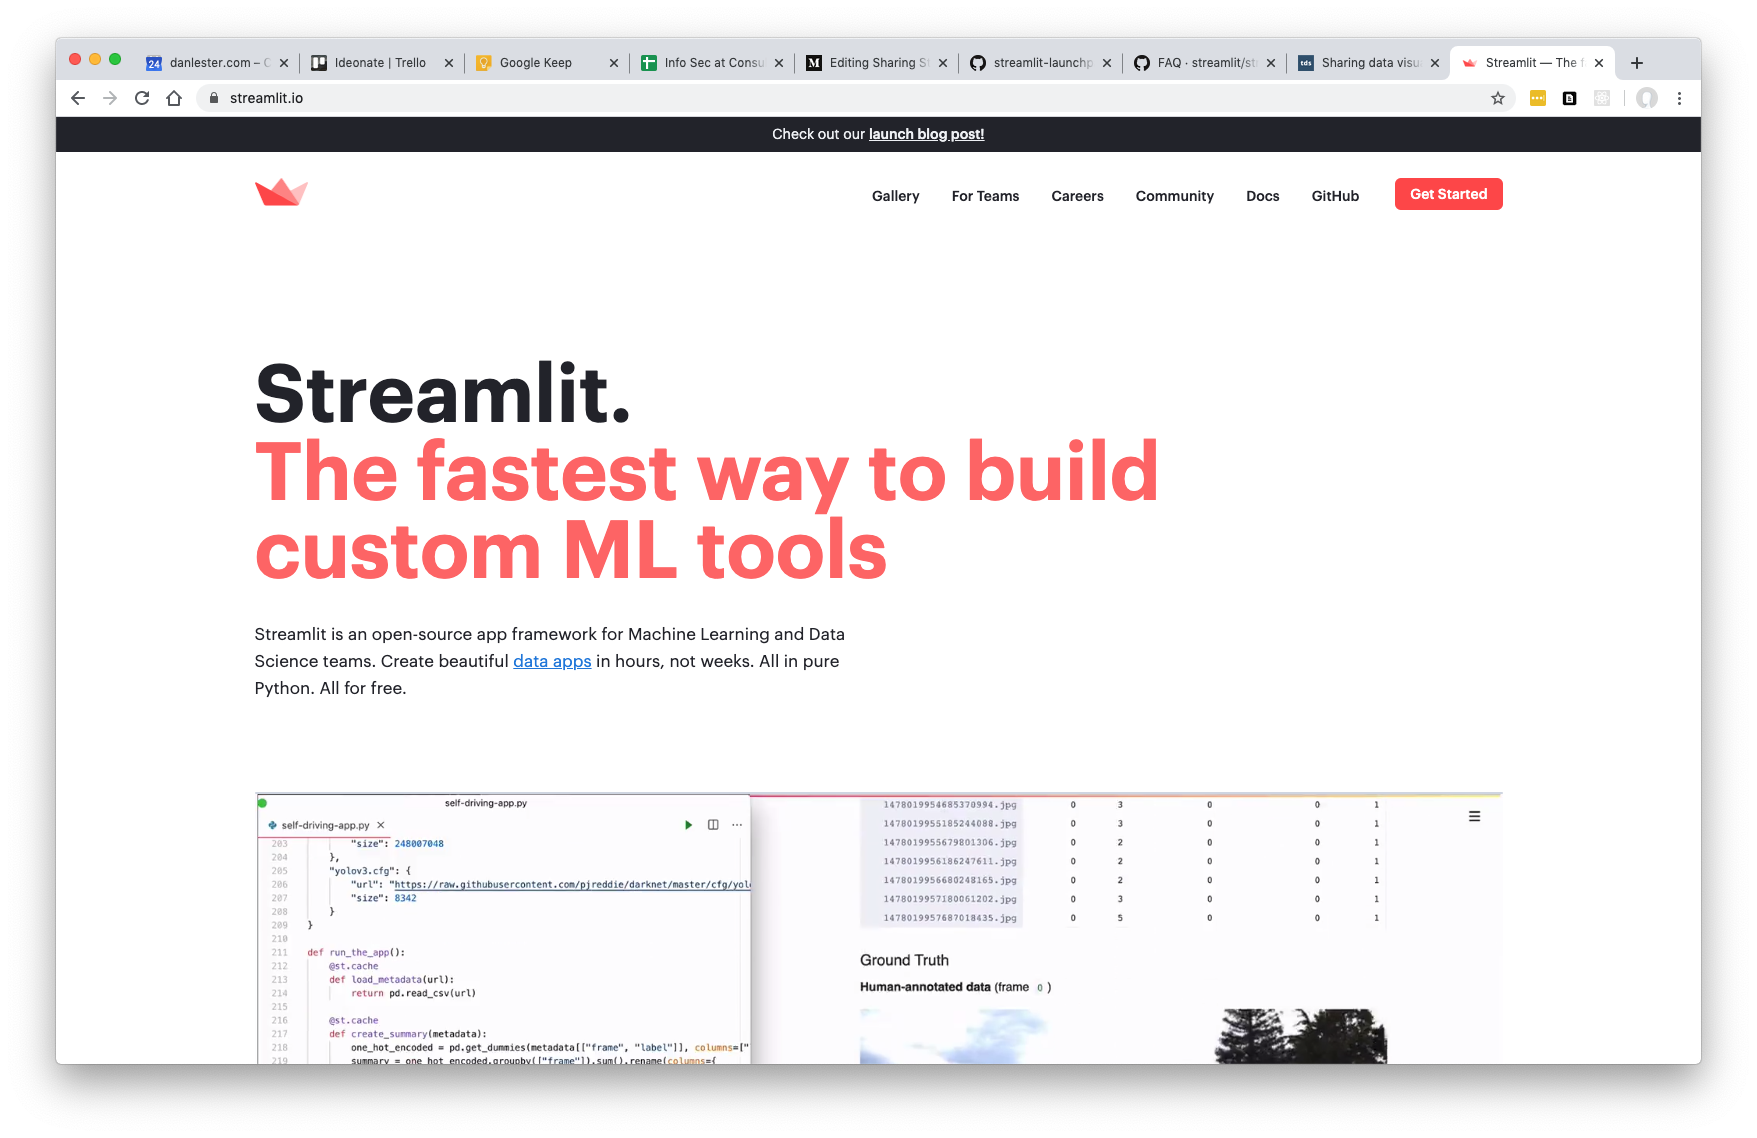 24 danlester.com – C
Ideonate | Trello
Google Keep
Info Sec at Consu
M Editing Sharing S
streamlit-launchp
FAQ · streamlit/st
tds Sharing data visu
Streamlit — The f
streamlit.io
Check out our launch blog post!
Gallery
For Teams
Careers
Community
Docs
GitHub
Get Started
Streamlit.
The fastest way to build
custom ML tools
Streamlit is an open-source app framework for Machine Learning and Data
Science teams. Create beautiful data apps in hours, not weeks. All in pure
Python. All for free.
self-driving-app.py
self-driving-app.py
203 "size": 248007048
204 },
205 "yolov3.cfg": {
206 "url": "https://raw.githubusercontent.com/pjreddie/darknet/master/cfg/yolo
207 "size": 8342
208 }
209 }
210
211 def run_the_app():
212 @st.cache
213 def load_metadata(url):
214 return pd.read_csv(url)
215
216 @st.cache
217 def create_summary(metadata):
218 one_hot_encoded = pd.get_dummies(metadata[["frame", "label"]], columns=["
219 summary = one_hot_encoded.groupby(["frame"]).sum().rename(columns={
1478019954685370994.jpg 0 3 0 0 1
1478019955185244088.jpg 0 3 0 0 1
1478019955679801306.jpg 0 2 0 0 1
1478019956186247611.jpg 0 2 0 0 1
1478019956680248165.jpg 0 2 0 0 1
1478019957180061202.jpg 0 3 0 0 1
1478019957687018435.jpg 0 5 0 0 1
Ground Truth
Human-annotated data (frame 0 )